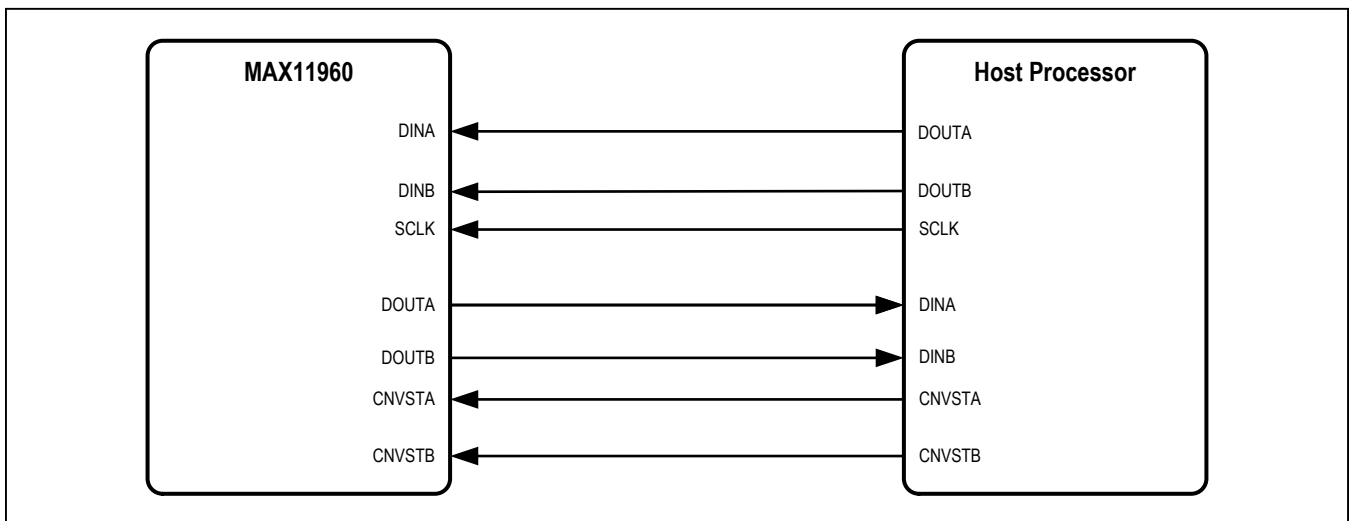 MAX11960 Host Processor
DINA DOUTA
DINB DOUTB
SCLK SCLK
DOUTA DINA
DOUTB DINB
CNVSTA CNVSTA
CNVSTB CNVSTB